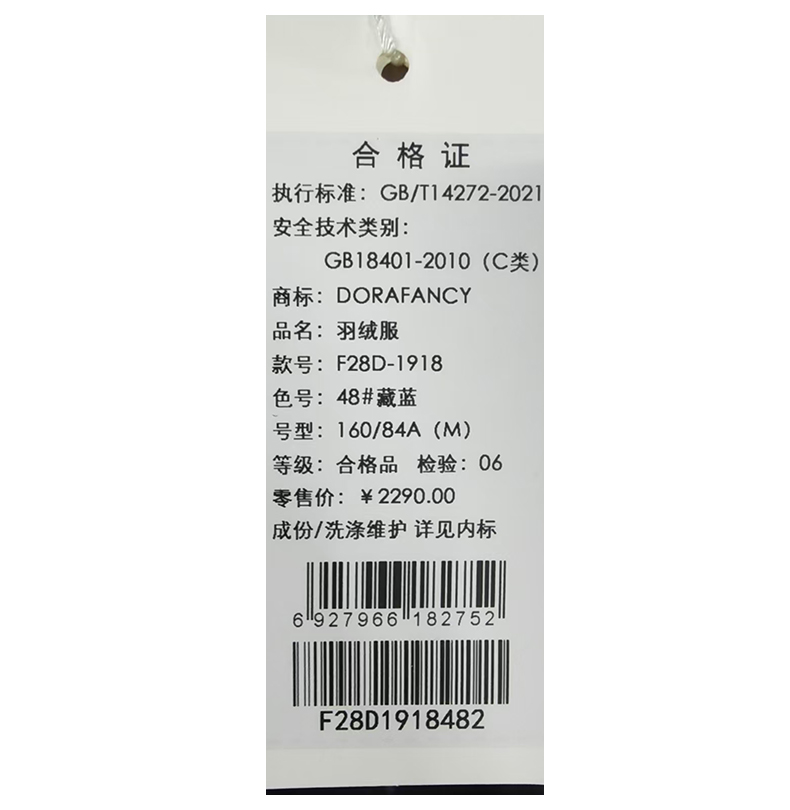 合格证
执行标准：GB/T14272-2021
安全技术类别：
GB18401-2010（C类）
商标：DORAFANCY
品名：羽绒服
款号：F28D-1918
色号：48#藏蓝
号型：160/84A（M）
等级：合格品 检验：06
零售价：￥2290.00
成份/洗涤维护 详见内标
6 927966 182752
F28D1918482